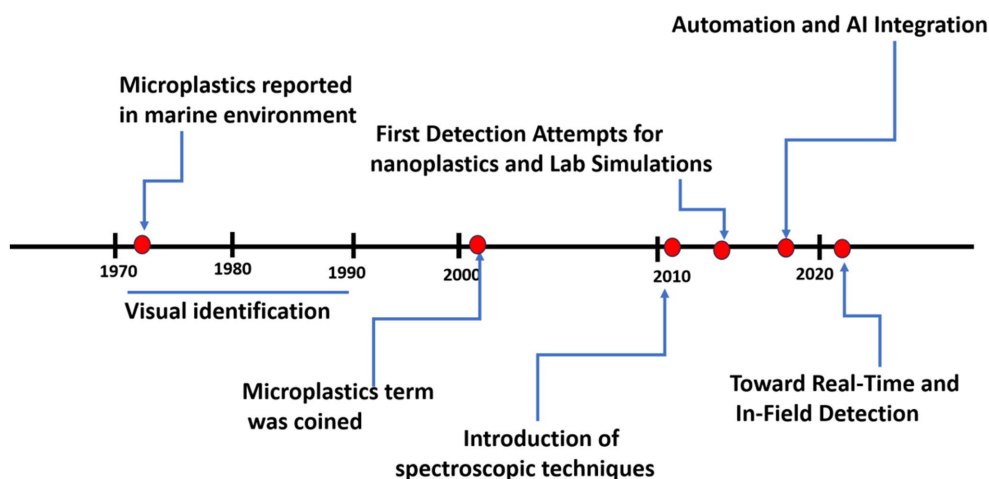 Automation and AI Integration
Microplastics reported
in marine environment
First Detection Attempts for
nanoplastics and Lab Simulations
1970
1980
1990
2000
2010
2020
Visual identification
Microplastics term
was coined
Introduction of
spectroscopic techniques
Toward Real-Time and
In-Field Detection